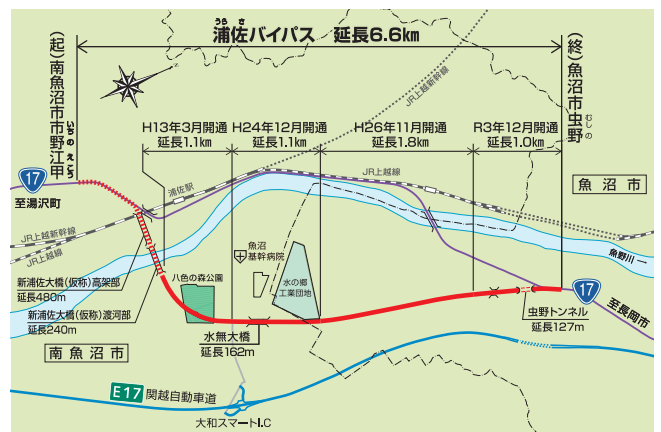 うら さ
浦佐バイパス 延長6.6km
(起)南魚沼市市野江甲
いち の え こう
(終)魚沼市虫野
むしの
H13年3月開通
延長1.1km
H24年12月開通
延長1.1km
H26年11月開通
延長1.8km
R3年12月開通
延長1.0km
JR上越新幹線
JR上越線
17
至湯沢町
浦佐駅
魚沼市
JR上越新幹線
JR上越線
魚野川
新浦佐大橋(仮称)高架部
延長480m
新浦佐大橋(仮称)渡河部
延長240m
八色の森公園
魚沼
基幹病院
水の郷
工業団地
水無大橋
延長162m
虫野トンネル
延長127m
17
至長岡市
南魚沼市
E17 関越自動車道
大和スマートI.C